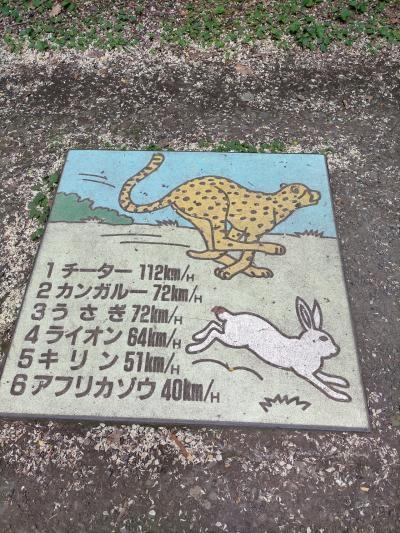 1 チーター 112km/H
2 カンガルー 72km/H
3 うさぎ 72km/H
4 ライオン 64km/H
5 キリン 51km/H
6 アフリカゾウ 40km/H